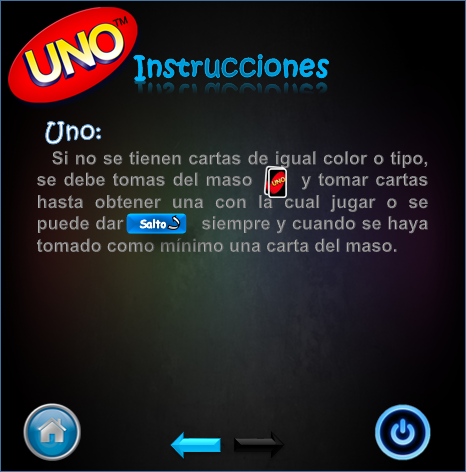 UNO™
Instrucciones
Uno:
Si no se tienen cartas de igual color o tipo,
se debe tomas del maso UNO y tomar cartas
hasta obtener una con la cual jugar o se
puede dar Salto siempre y cuando se haya
tomado como mínimo una carta del maso.